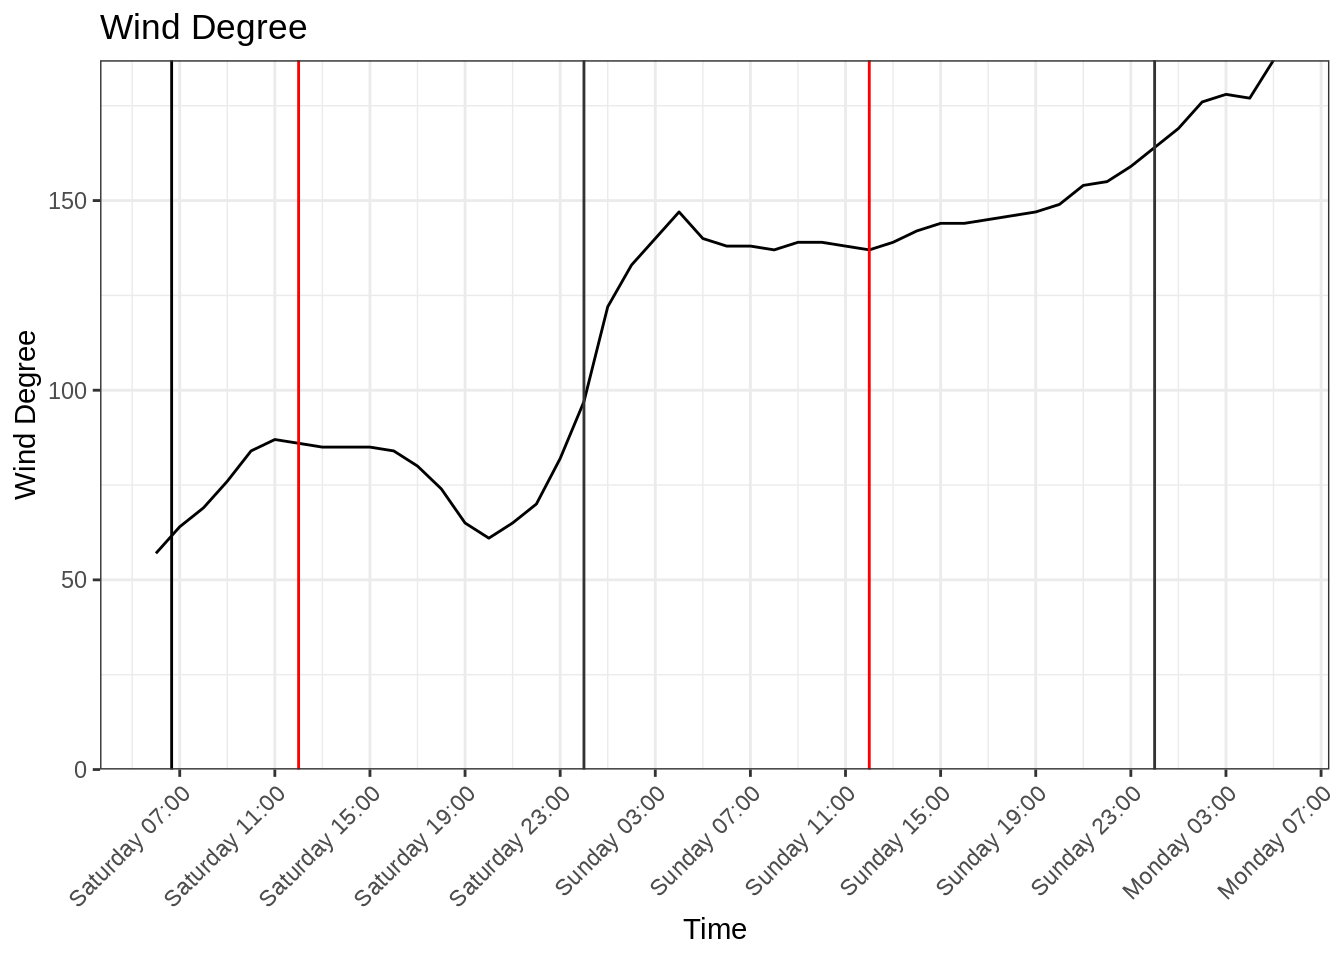 Wind Degree
Wind Degree
150
100
50
0
Saturday 07:00
Saturday 11:00
Saturday 15:00
Saturday 19:00
Saturday 23:00
Sunday 03:00
Sunday 07:00
Sunday 11:00
Sunday 15:00
Sunday 19:00
Sunday 23:00
Monday 03:00
Monday 07:00
Time